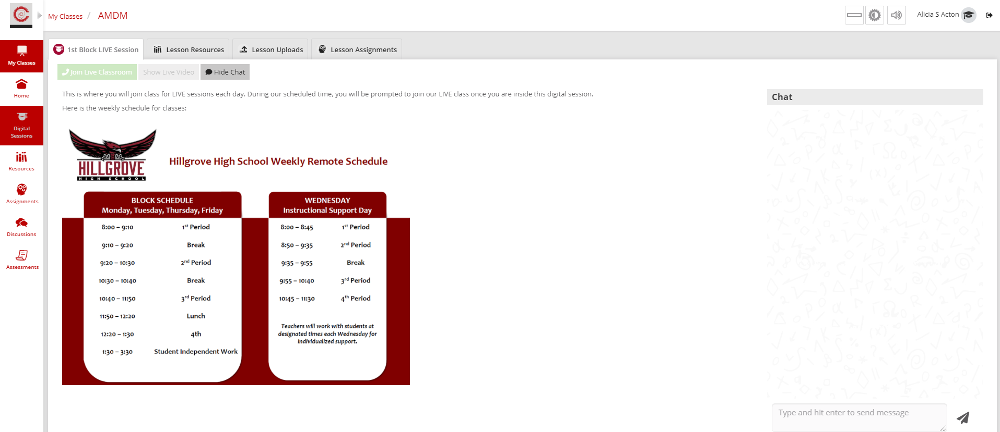 My Classes / AMDM
Alicia S Acton
My Classes
Home
Digital
Sessions
Resources
Assignments
Discussions
Assessments
1st Block LIVE Session
Lesson Resources
Lesson Uploads
Lesson Assignments
Join Live Classroom
Show Live Video
Hide Chat
This is where you will join class for LIVE sessions each day. During our scheduled time, you will be prompted to join our LIVE class once you are inside this digital session.
Here is the weekly schedule for classes:
HILLGROVE
HIGH SCHOOL
Hillgrove High School Weekly Remote Schedule
BLOCK SCHEDULE
Monday, Tuesday, Thursday, Friday
8:00 – 9:10 1st Period
9:10 – 9:20 Break
9:20 – 10:30 2nd Period
10:30 – 10:40 Break
10:40 – 11:50 3rd Period
11:50 – 12:20 Lunch
12:20 – 1:30 4th
1:30 – 3:30 Student Independent Work
WEDNESDAY
Instructional Support Day
8:00 – 8:45 1st Period
8:50 – 9:35 2nd Period
9:35 – 9:55 Break
9:55 – 10:40 3rd Period
10:45 – 11:30 4th Period
Teachers will work with students at
designated times each Wednesday for
individualized support.
Chat
Type and hit enter to send message